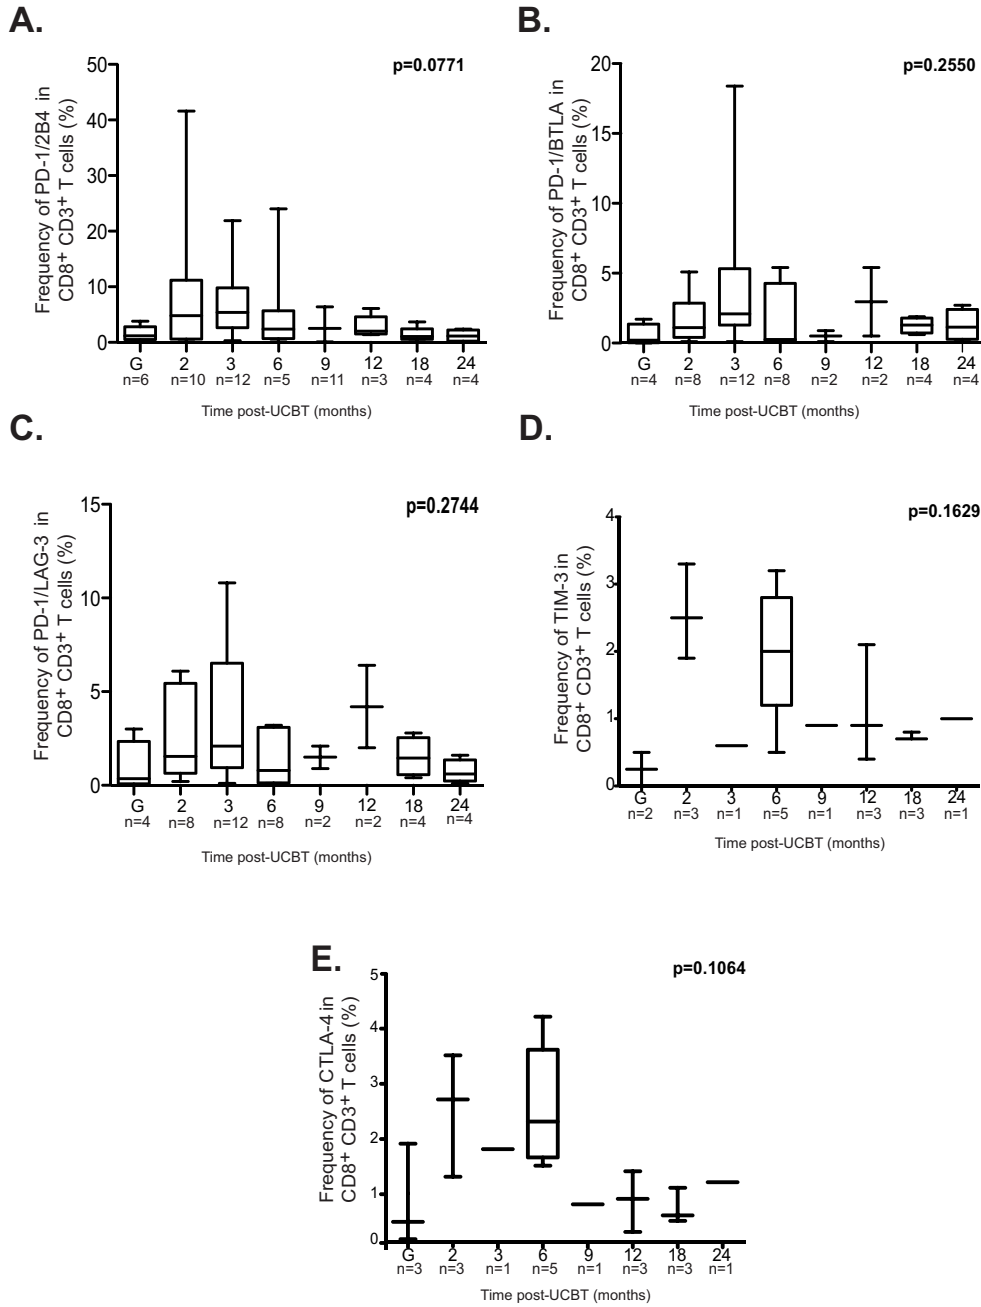 A.
p=0.0771
Frequency of PD-1/2B4 in
CD8+ CD3+ T cells (%)
50
40
30
20
10
0
G 2 3 6 9 12 18 24
n=6 n=10 n=12 n=5 n=11 n=3 n=4 n=4
Time post-UCBT (months)
B.
p=0.2550
Frequency of PD-1/BTLA in
CD8+ CD3+ T cells (%)
20
15
10
5
0
G 2 3 6 9 12 18 24
n=4 n=8 n=12 n=8 n=2 n=2 n=4 n=4
Time post-UCBT (months)
C.
p=0.2744
Frequency of PD-1/LAG-3 in
CD8+ CD3+ T cells (%)
15
10
5
0
G 2 3 6 9 12 18 24
n=4 n=8 n=12 n=8 n=2 n=2 n=4 n=4
Time post-UCBT (months)
D.
p=0.1629
Frequency of TIM-3 in
CD8+ CD3+ T cells (%)
4
3
2
1
0
G 2 3 6 9 12 18 24
n=2 n=3 n=1 n=5 n=1 n=3 n=3 n=1
Time post-UCBT (months)
E.
p=0.1064
Frequency of CTLA-4 in
CD8+ CD3+ T cells (%)
5
4
3
2
1
0
G 2 3 6 9 12 18 24
n=3 n=3 n=1 n=5 n=1 n=3 n=3 n=1
Time post-UCBT (months)